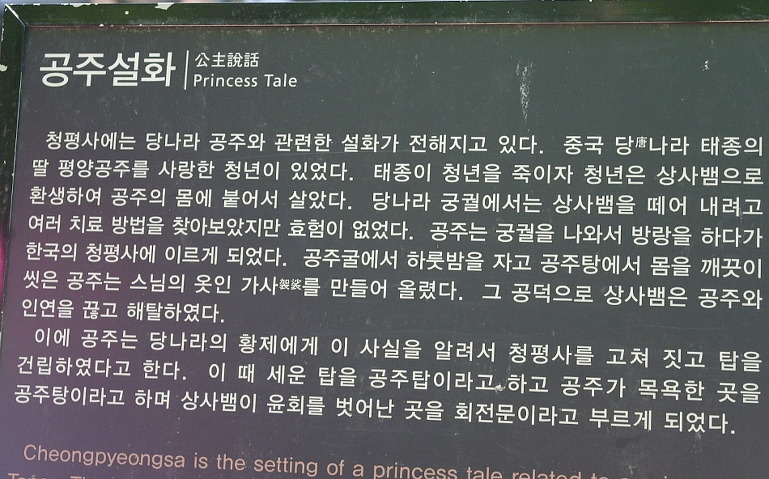 공주설화 公主說話
Princess Tale
청평사에는 당나라 공주와 관련한 설화가 전해지고 있다. 중국 당唐나라 태종의
딸 평양공주를 사랑한 청년이 있었다. 태종이 청년을 죽이자 청년은 상사뱀으로
환생하여 공주의 몸에 붙어서 살았다. 당나라 궁궐에서는 상사뱀을 떼어 내려고
여러 치료 방법을 찾아보았지만 효험이 없었다. 공주는 궁궐을 나와서 방랑을 하다가
한국의 청평사에 이르게 되었다. 공주굴에서 하룻밤을 자고 공주탕에서 몸을 깨끗이
씻은 공주는 스님의 옷인 가사袈裟를 만들어 올렸다. 그 공덕으로 상사뱀은 공주와
인연을 끊고 해탈하였다.
이에 공주는 당나라의 황제에게 이 사실을 알려서 청평사를 고쳐 짓고 탑을
건립하였다고 한다. 이 때 세운 탑을 공주탑이라고 하고 공주가 목욕한 곳을
공주탕이라고 하며 상사뱀이 윤회를 벗어난 곳을 회전문이라고 부르게 되었다.
Cheongpyeongsa is the setting of a princess tale related to